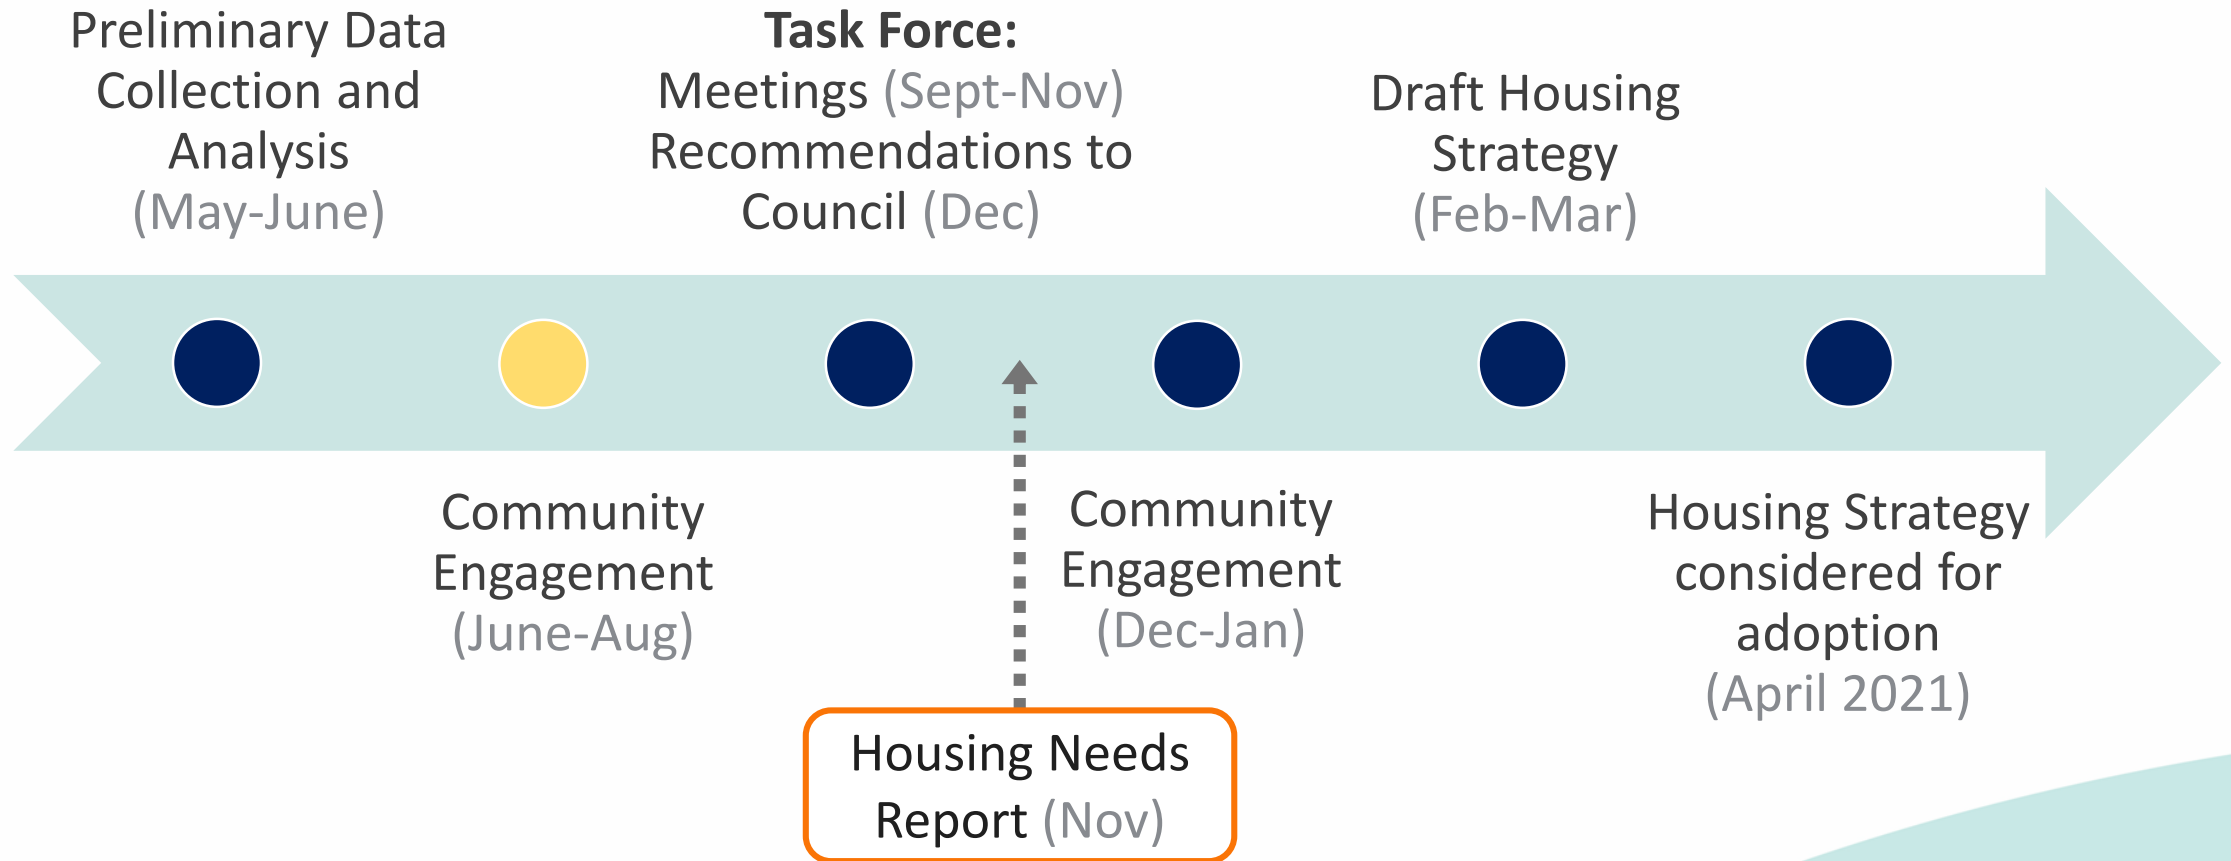 Preliminary Data
Collection and
Analysis
(May-June)
Community
Engagement
(June-Aug)
Task Force:
Meetings (Sept-Nov)
Recommendations to
Council (Dec)
Housing Needs
Report (Nov)
Community
Engagement
(Dec-Jan)
Draft Housing
Strategy
(Feb-Mar)
Housing Strategy
considered for
adoption
(April 2021)